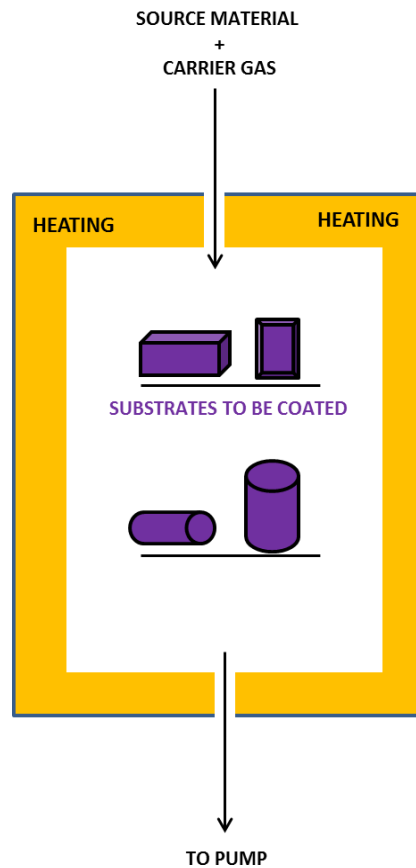 SOURCE MATERIAL
+
CARRIER GAS
HEATING
HEATING
SUBSTRATES TO BE COATED
TO PUMP